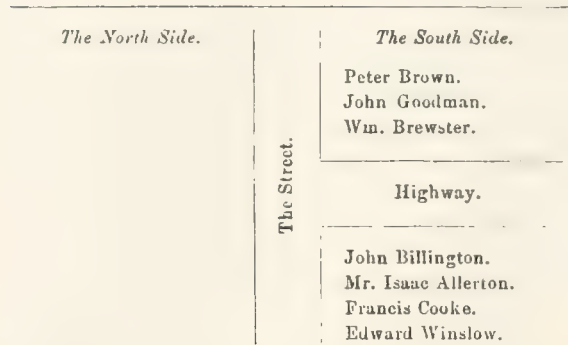 The North Side.
The Street.
The South Side.
Peter Brown.
John Goodman.
Wm. Brewster.
Highway.
John Billington.
Mr. Isaac Allerton.
Francis Cooke.
Edward Winslow.